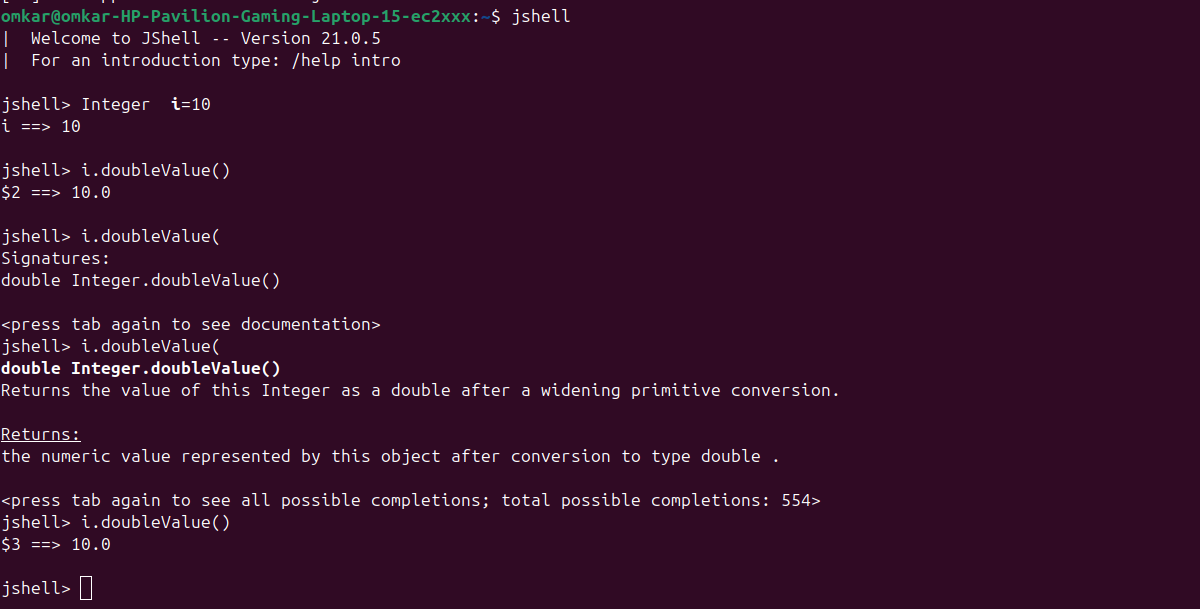 omkar@omkar-HP-Pavilion-Gaming-Laptop-15-ec2xxx:~$ jshell
|  Welcome to JShell -- Version 21.0.5
|  For an introduction type: /help intro

jshell> Integer  i=10
i ==> 10

jshell> i.doubleValue()
$2 ==> 10.0

jshell> i.doubleValue(
Signatures:
double Integer.doubleValue()

<press tab again to see documentation>
jshell> i.doubleValue(
double Integer.doubleValue()
Returns the value of this Integer as a double after a widening primitive conversion.

Returns:
the numeric value represented by this object after conversion to type double .

<press tab again to see all possible completions; total possible completions: 554>
jshell> i.doubleValue()
$3 ==> 10.0

jshell>